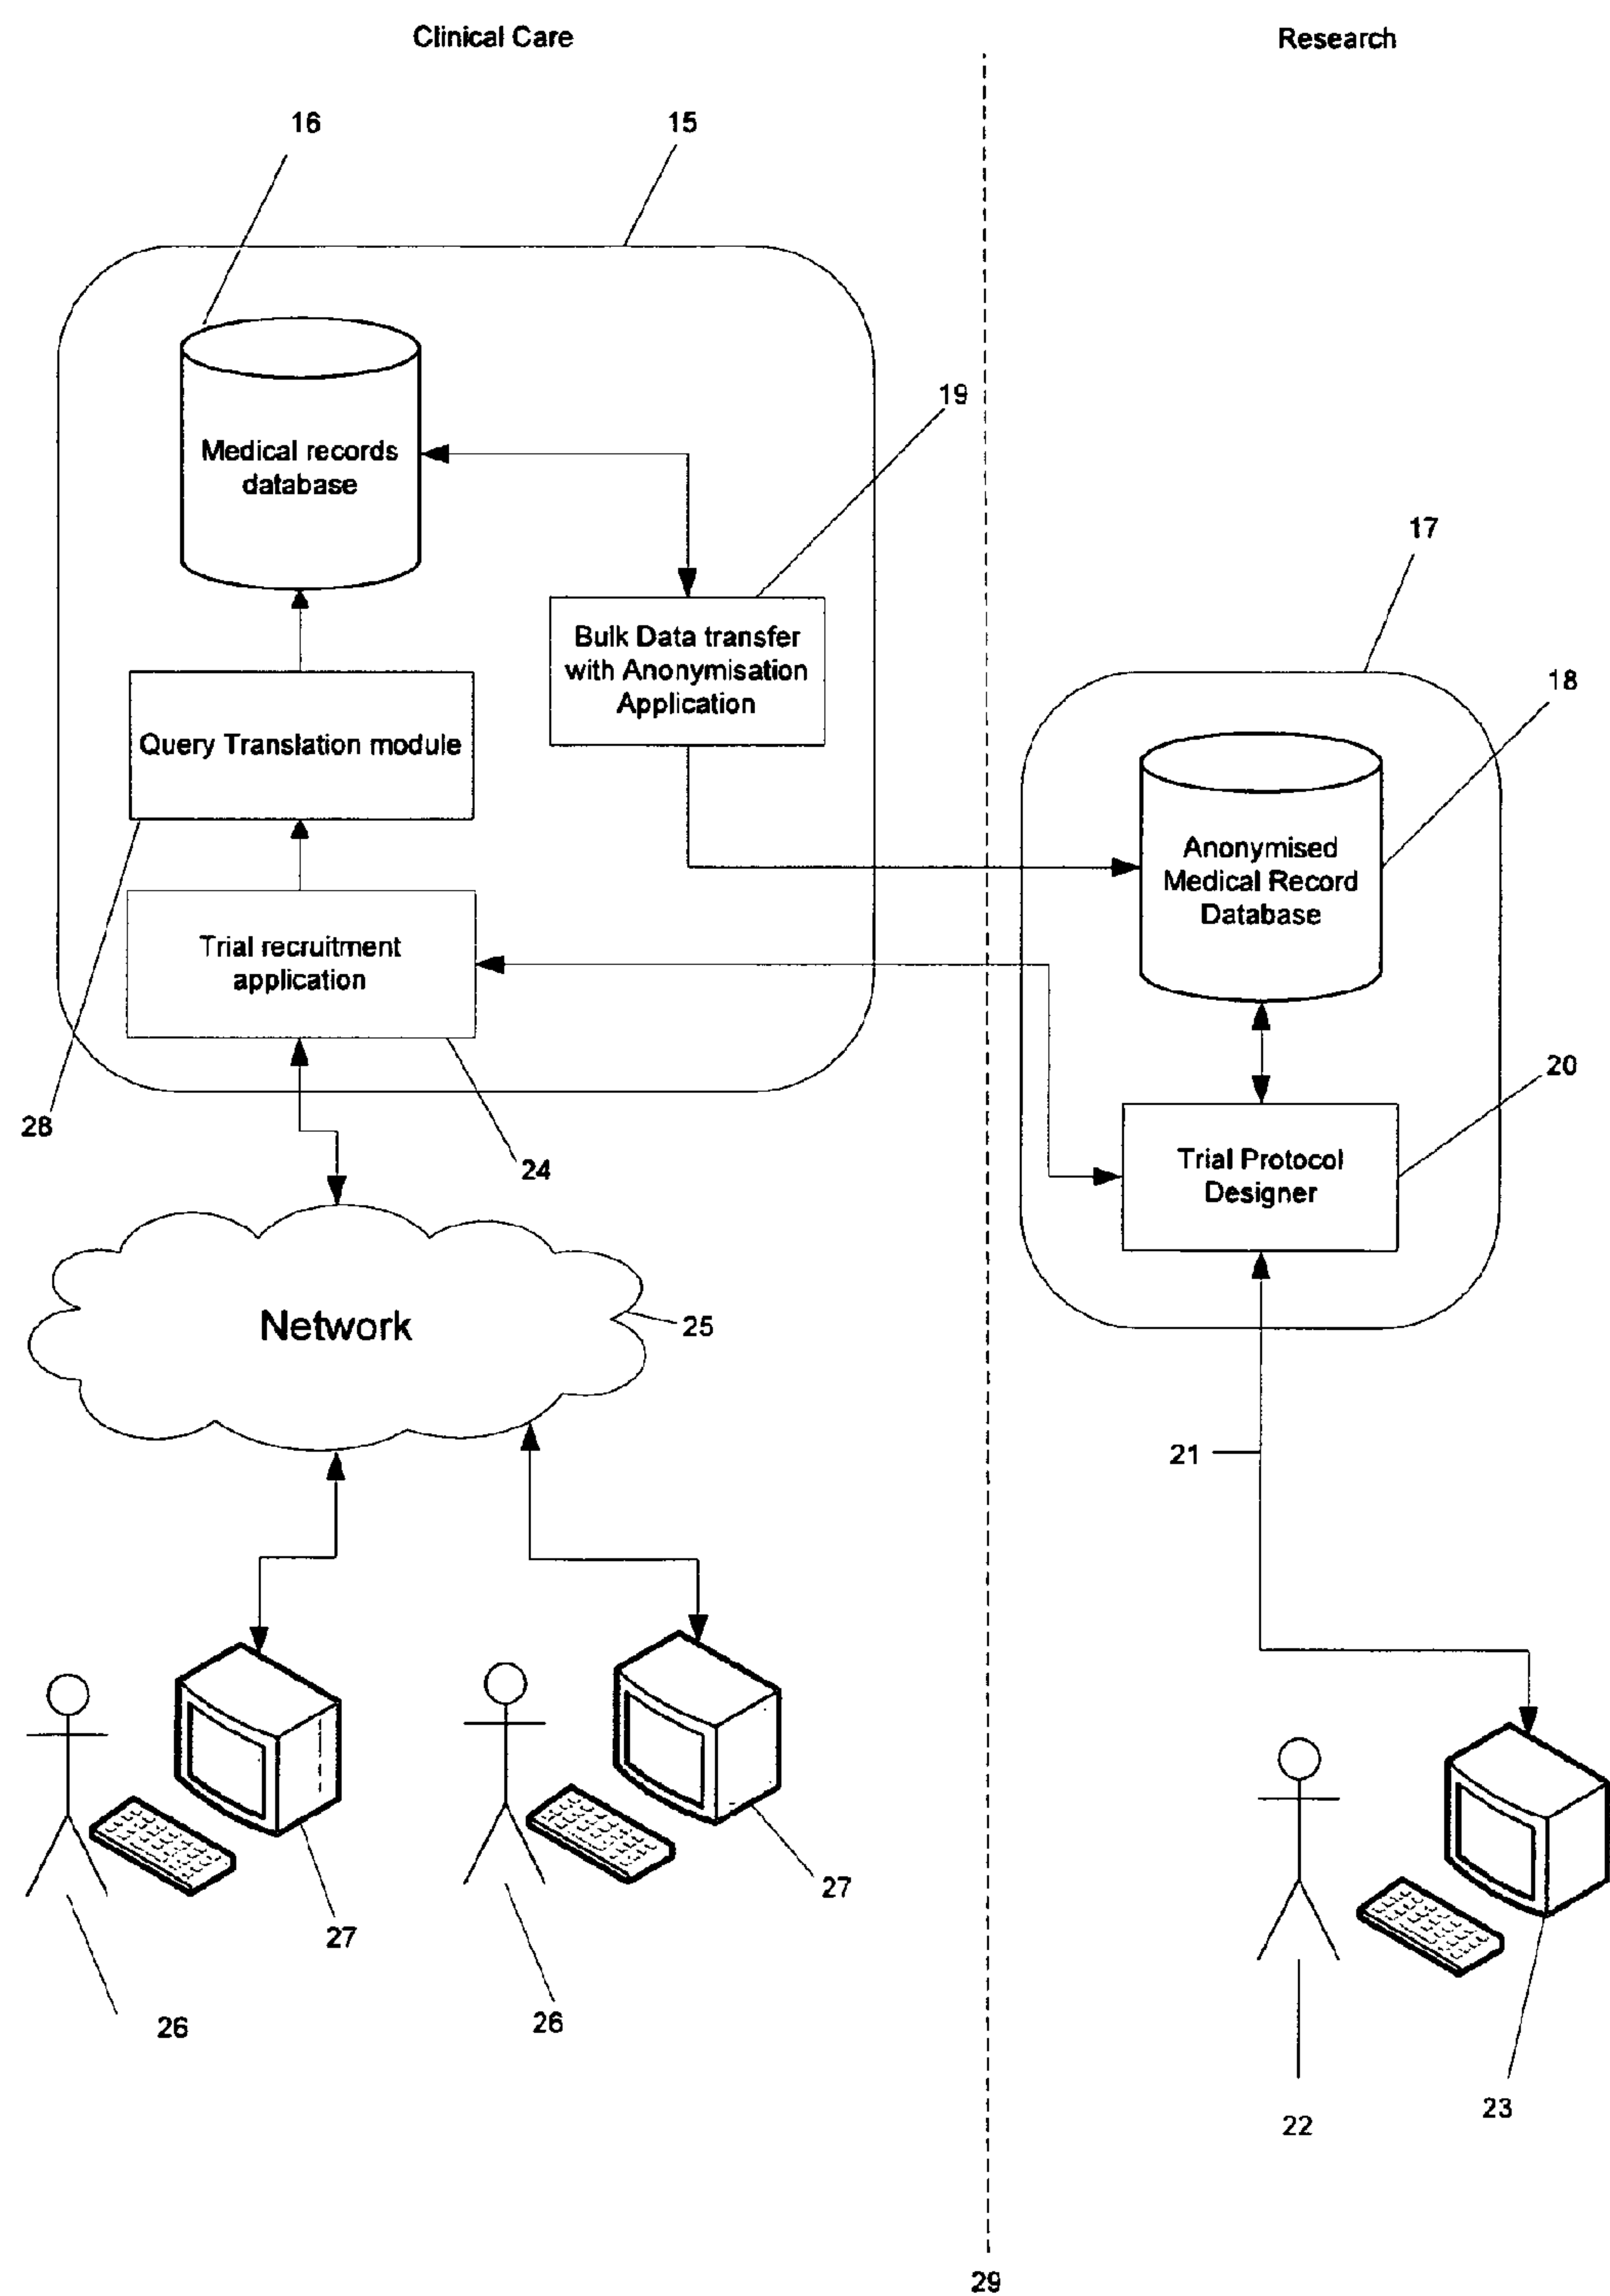 Clinical Care
Research
16
15
19
Medical records
database
17
Bulk Data transfer
with Anonymisation
Application
18
Query Translation module
Anonymised
Medical Record
Database
Trial recruitment
application
20
28
24
Trial Protocol
Designer
Network
25
21
27
27
26
26
22
23
29